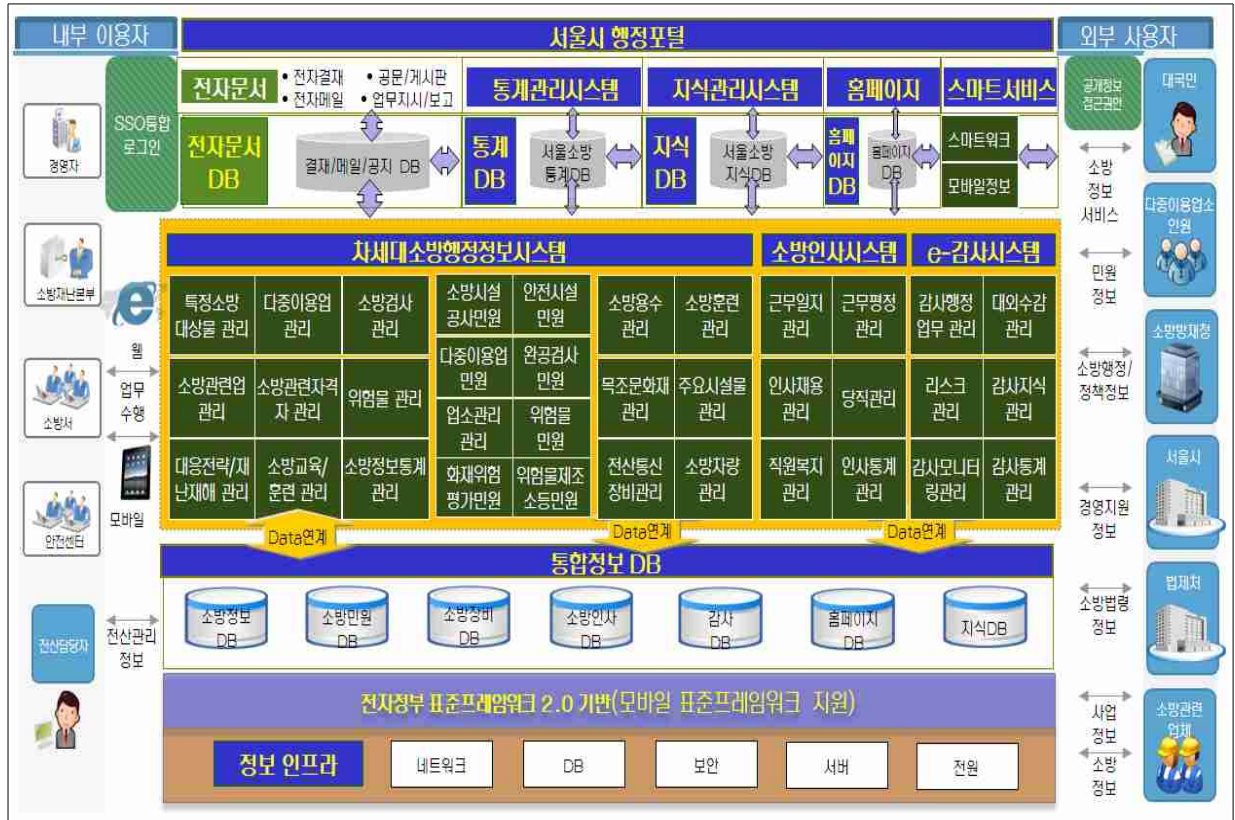 내부 이용자
서울시 행정포털
외부 사용자
경영자
소방재난본부
소방서
안전센터
전산담당자
SSO통합
로그인
웹
업무
수행
모바일
전산관리
정보
전자문서
• 전자결재
• 공문/게시판
• 전자메일
• 업무지시/보고
통계관리시스템
지식관리시스템
홈페이지
스마트서비스
전자문서
DB
결재/메일/공지 DB
통계
DB
서울소방
통계DB
지식
DB
서울소방
지식DB
홈페
이지
DB
홈페이지
DB
스마트워크
모바일정보
차세대소방행정정보시스템
소방인사시스템
e-감사시스템
특정소방
대상물 관리
다중이용업
관리
소방검사
관리
소방시설
공사민원
안전시설
민원
소방용수
관리
소방훈련
관리
근무일지
관리
근무평정
관리
감사행정
업무 관리
대외수감
관리
다중이용업
민원
완공검사
민원
소방관련업
관리
소방관련자격
자 관리
위험물 관리
목조문화재
관리
주요시설물
관리
인사채용
관리
당직관리
리스크
관리
감사지식
관리
업소관리
관리
위험물
민원
대응전략/재
난재해 관리
소방교육/
훈련 관리
소방정보통계
관리
화재위험
평가민원
위험물제조
소등민원
전산통신
장비관리
소방차량
관리
직원복지
관리
인사통계
관리
감사모니터
링관리
감사통계
관리
Data연계
Data연계
Data연계
통합정보 DB
소방정보
DB
소방민원
DB
소방장비
DB
소방인사
DB
감사
DB
홈페이지
DB
지식DB
전자정부 표준프레임워크 2.0 기반(모바일 표준프레임워크 지원)
정보 인프라
네트워크
DB
보안
서버
전원
공개정보
접근권한
소방
정보
서비스
민원
정보
소방행정/
정책정보
경영지원
정보
소방법령
정보
사업
정보
소방
정보
대국민
다중이용업소
인원
소방방재청
서울시
법제처
소방관련
업체